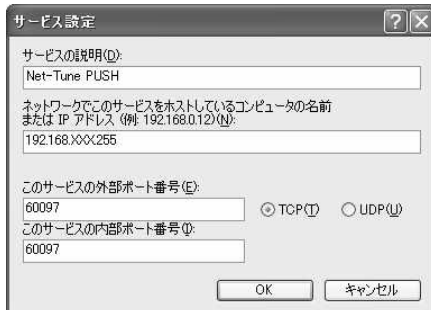 サービス設定
サービスの説明(D):
Net-Tune PUSH
ネットワークでこのサービスをホストしているコンピュータの名前
または IP アドレス (例: 192.168.0.12)(N):
192.168.XXX.255
このサービスの外部ポート番号(E):
60097
TCP(T) UDP(U)
このサービスの内部ポート番号(I):
60097
OK キャンセル